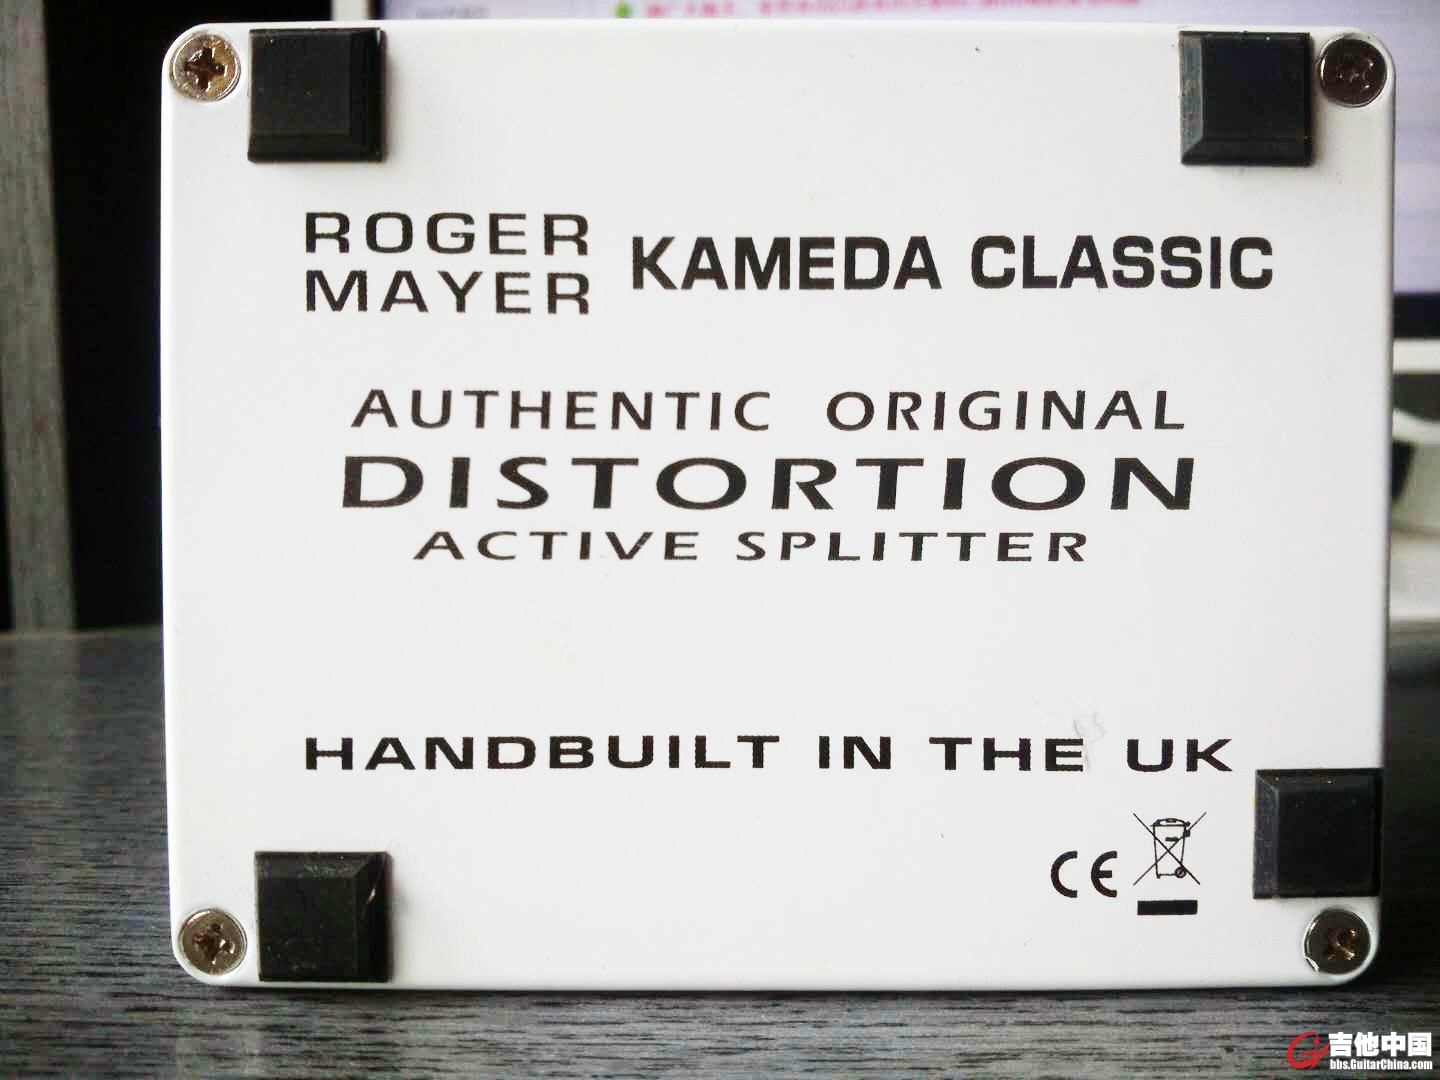 ROGER
MAYER
KAMEDA CLASSIC
AUTHENTIC ORIGINAL
DISTORTION
ACTIVE SPLITTER
HANDBUILT IN THE UK
CE
吉他中国
bbs.GuitarChina.com